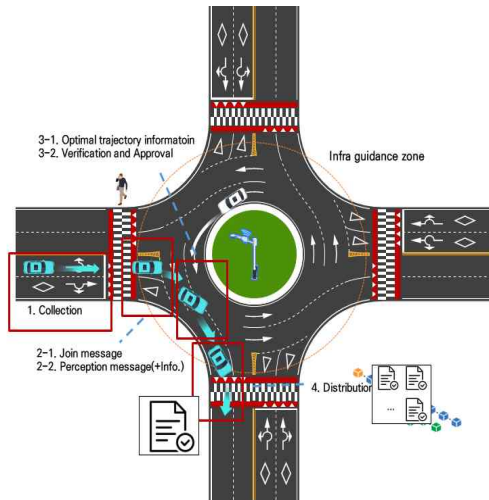 3-1. Optimal trajectory informatoin
3-2. Verification and Approval
Infra guidance zone
1. Collection
2-1. Join message
2-2. Perception message(+Info.)
4. Distribution
...